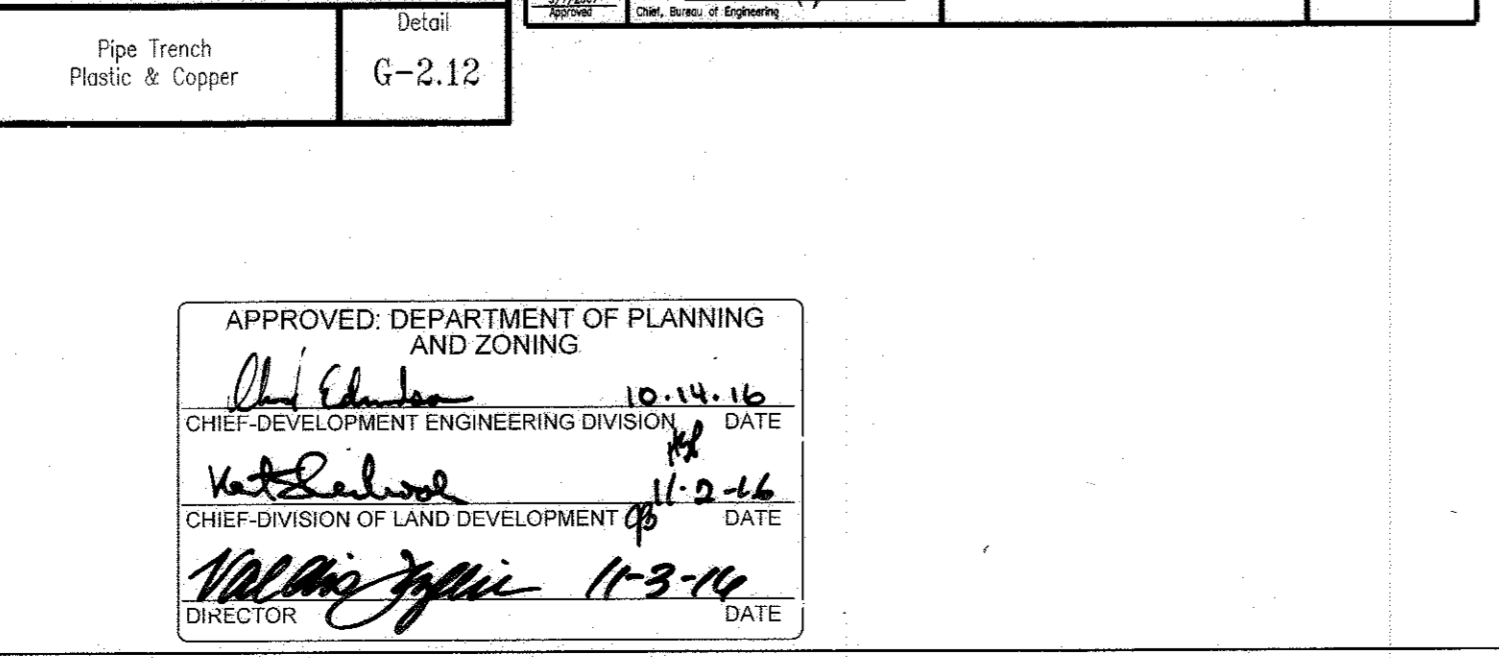 Approved
Chief, Bureau of Engineering
Pipe Trench
Plastic & Copper
Detail
G-2.12
APPROVED: DEPARTMENT OF PLANNING
AND ZONING
10.14.16
CHIEF-DEVELOPMENT ENGINEERING DIVISION DATE
11-2-16
CHIEF-DIVISION OF LAND DEVELOPMENT DATE
11-3-16
DIRECTOR DATE